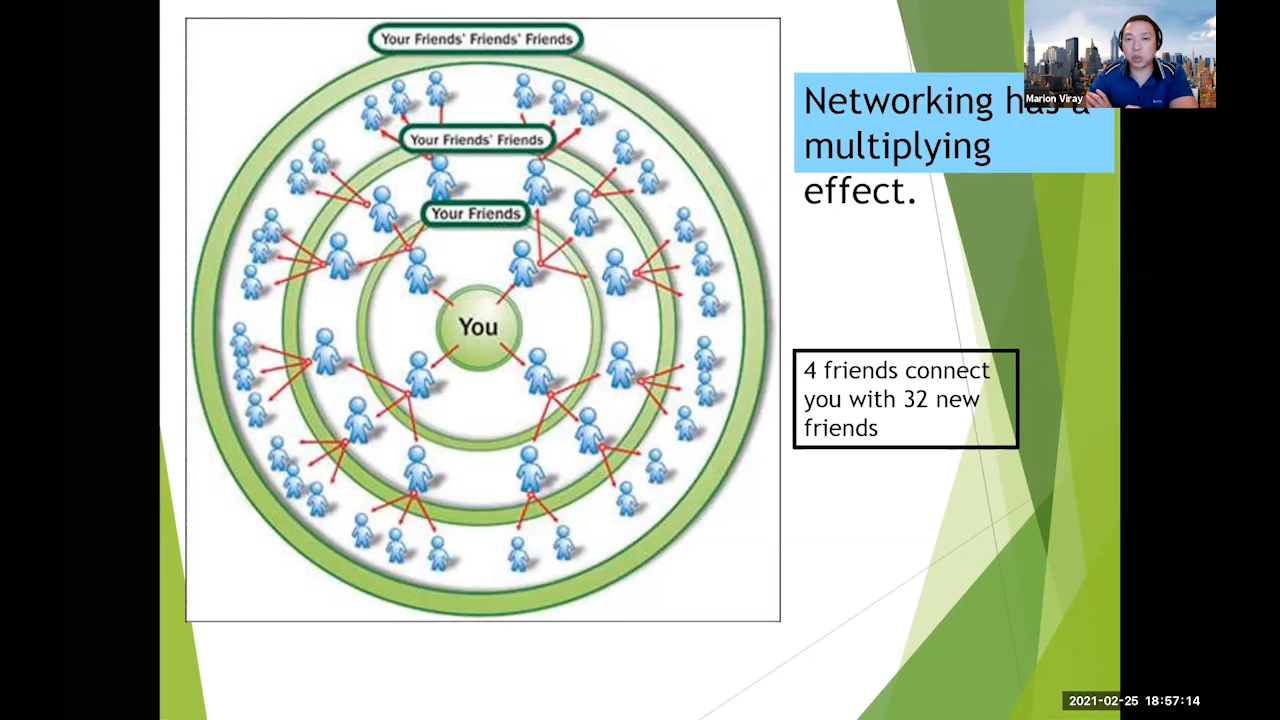 Your Friends' Friends' Friends
Your Friends' Friends
Your Friends
You
Networking has a
multiplying
effect.
4 friends connect
you with 32 new
friends
Marion Viray
2021-02-25 18:57:14